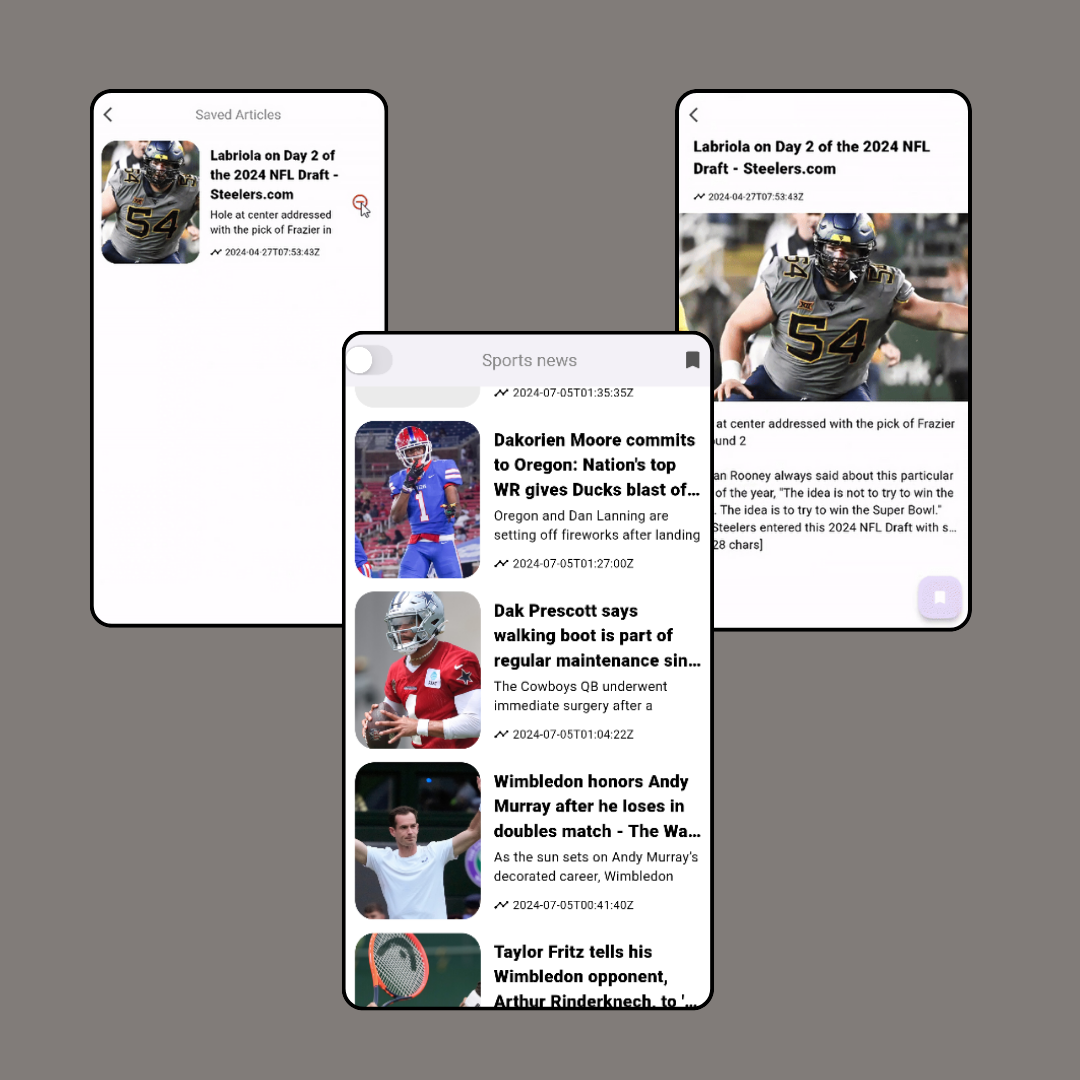 Saved Articles
Labriola on Day 2 of
the 2024 NFL Draft -
Steelers.com
Hole at center addressed
with the pick of Frazier in
2024-04-27T07:53:43Z
54
Labriola on Day 2 of the 2024 NFL
Draft - Steelers.com
2024-04-27T07:53:43Z
54
54
at center addressed with the pick of Frazier
und 2
an Rooney always said about this particular
of the year, "The idea is not to try to win the
. The idea is to try to win the Super Bowl."
Steelers entered this 2024 NFL Draft with s…
28 chars]
Sports news
2024-07-05T01:35:35Z
Dakorien Moore commits
to Oregon: Nation's top
WR gives Ducks blast of…
Oregon and Dan Lanning are
setting off fireworks after landing
2024-07-05T01:27:00Z
1
Dak Prescott says
walking boot is part of
regular maintenance sin…
The Cowboys QB underwent
immediate surgery after a
2024-07-05T01:04:22Z
Wimbledon honors Andy
Murray after he loses in
doubles match - The Wa…
As the sun sets on Andy Murray's
decorated career, Wimbledon
2024-07-05T00:41:40Z
Taylor Fritz tells his
Wimbledon opponent,
Arthur Rinderknech, to '…